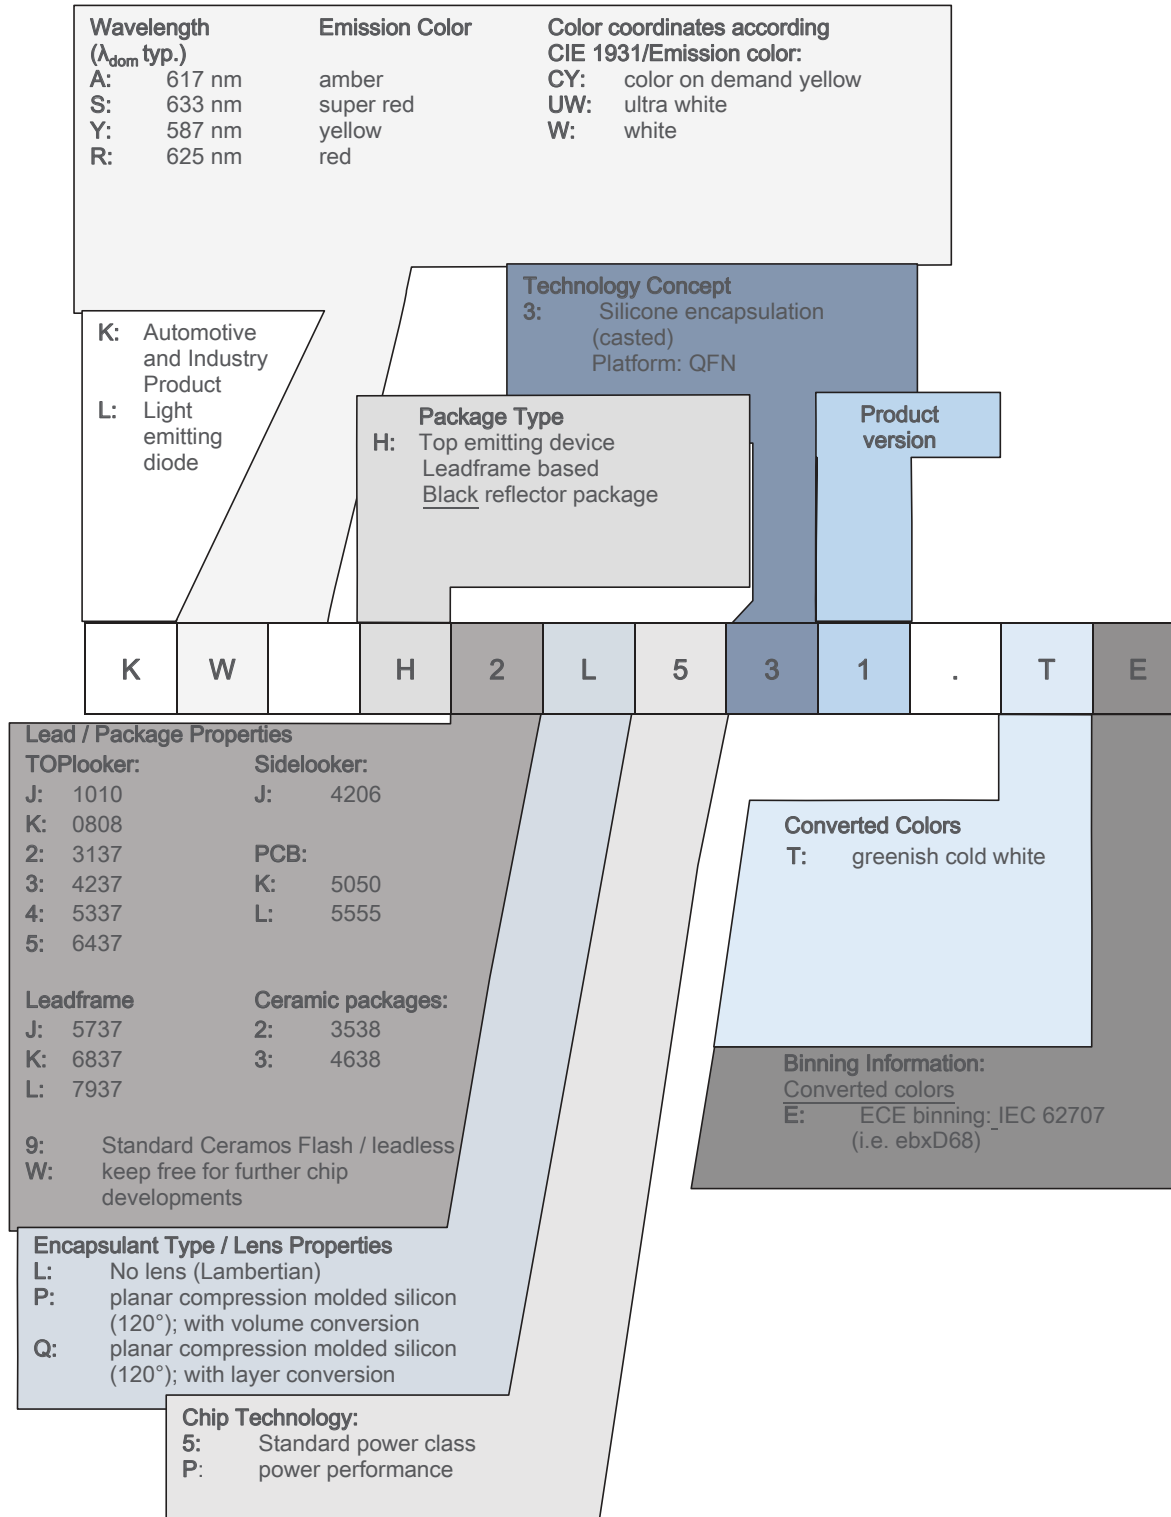 Wavelength Emission Color Color coordinates according
(λdom typ.) CIE 1931/Emission color:
A: 617 nm amber CY: color on demand yellow
S: 633 nm super red UW: ultra white
Y: 587 nm yellow W: white
R: 625 nm red
Technology Concept
3: Silicone encapsulation
(casted)
Platform: QFN
K: Automotive
and Industry
Product
L: Light
emitting
diode
Package Type
H: Top emitting device
Leadframe based
Black reflector package
Product
version
K W H 2 L 5 3 1 . T E
Lead / Package Properties
TOPlooker: Sidelooker:
J: 1010 J: 4206
K: 0808
2: 3137 PCB:
3: 4237 K: 5050
4: 5337 L: 5555
5: 6437
Leadframe Ceramic packages:
J: 5737 2: 3538
K: 6837 3: 4638
L: 7937
9: Standard Ceramos Flash / leadless
W: keep free for further chip
developments
Converted Colors
T: greenish cold white
Binning Information:
Converted colors
E: ECE binning: IEC 62707
(i.e. ebxD68)
Encapsulant Type / Lens Properties
L: No lens (Lambertian)
P: planar compression molded silicon
(120°); with volume conversion
Q: planar compression molded silicon
(120°); with layer conversion
Chip Technology:
5: Standard power class
P: power performance